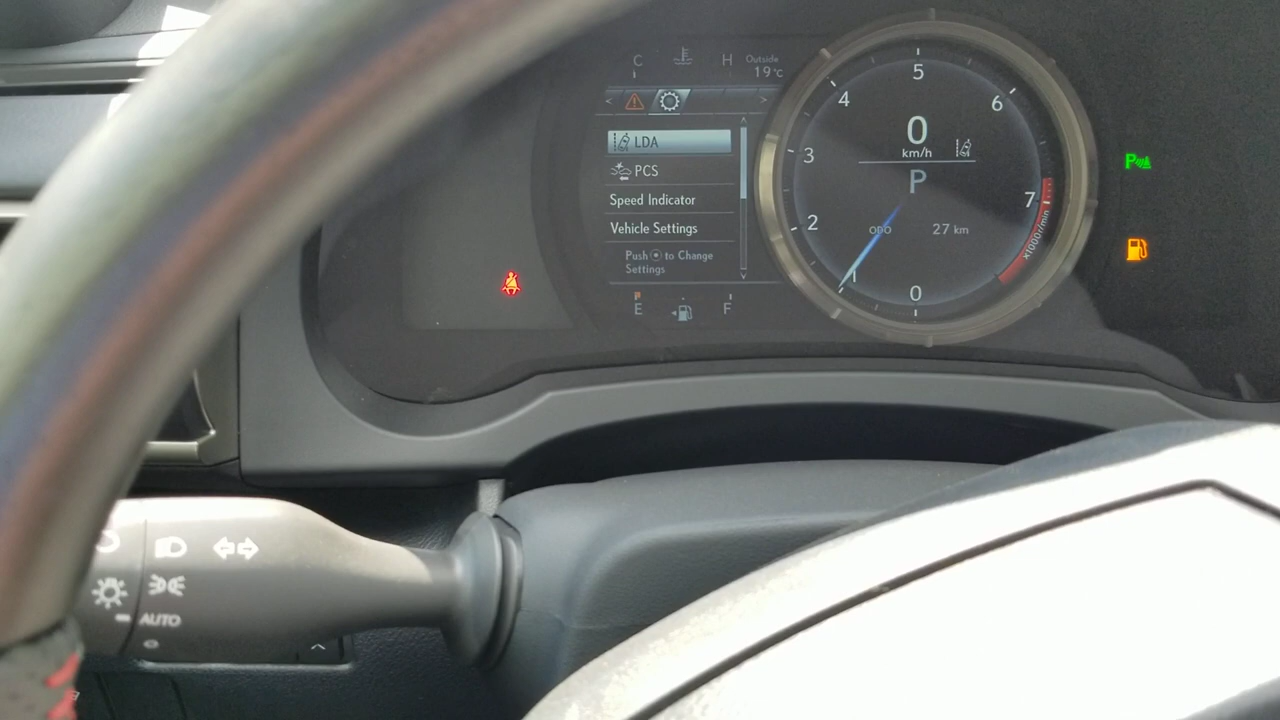 C H Outside
19°C
< >
LDA
PCS
Speed Indicator
Vehicle Settings
Push to Change
Settings
E F
5
4 6
3
2 7
1
0
0
km/h
P
ODO 27 km
x1000r/min
P
AUTO